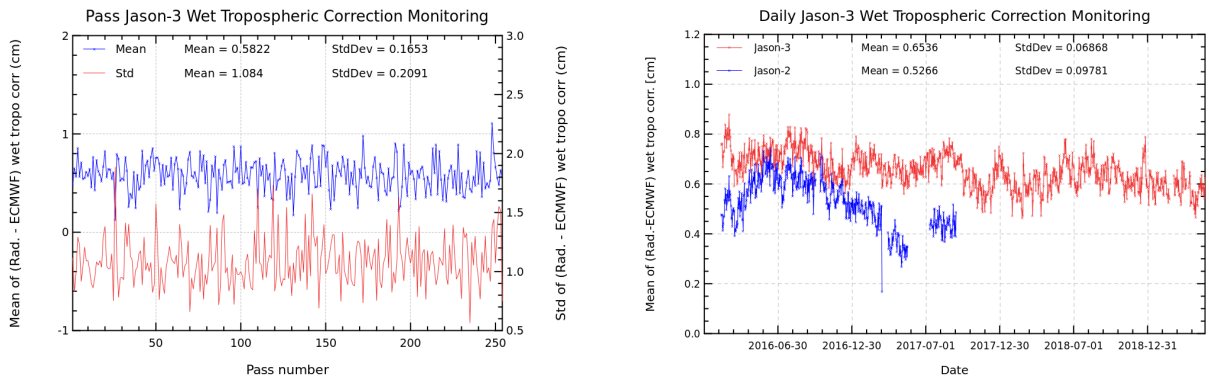 Pass Jason-3 Wet Tropospheric Correction Monitoring
Mean of (Rad. - ECMWF) wet tropo corr (cm)
2
1
0
-1
Mean Mean = 0.5822 StdDev = 0.1653
Std Mean = 1.084 StdDev = 0.2091
3.0
2.5
2.0
1.5
1.0
0.5
Std of (Rad. - ECMWF) wet tropo corr (cm)
50 100 150 200 250
Pass number
Daily Jason-3 Wet Tropospheric Correction Monitoring
Mean of (Rad.-ECMWF) wet tropo corr. [cm]
1.2
1.0
0.8
0.6
0.4
0.2
0.0
Jason-3 Mean = 0.6536 StdDev = 0.06868
Jason-2 Mean = 0.5266 StdDev = 0.09781
2016-06-30 2016-12-30 2017-07-01 2017-12-30 2018-07-01 2018-12-31
Date